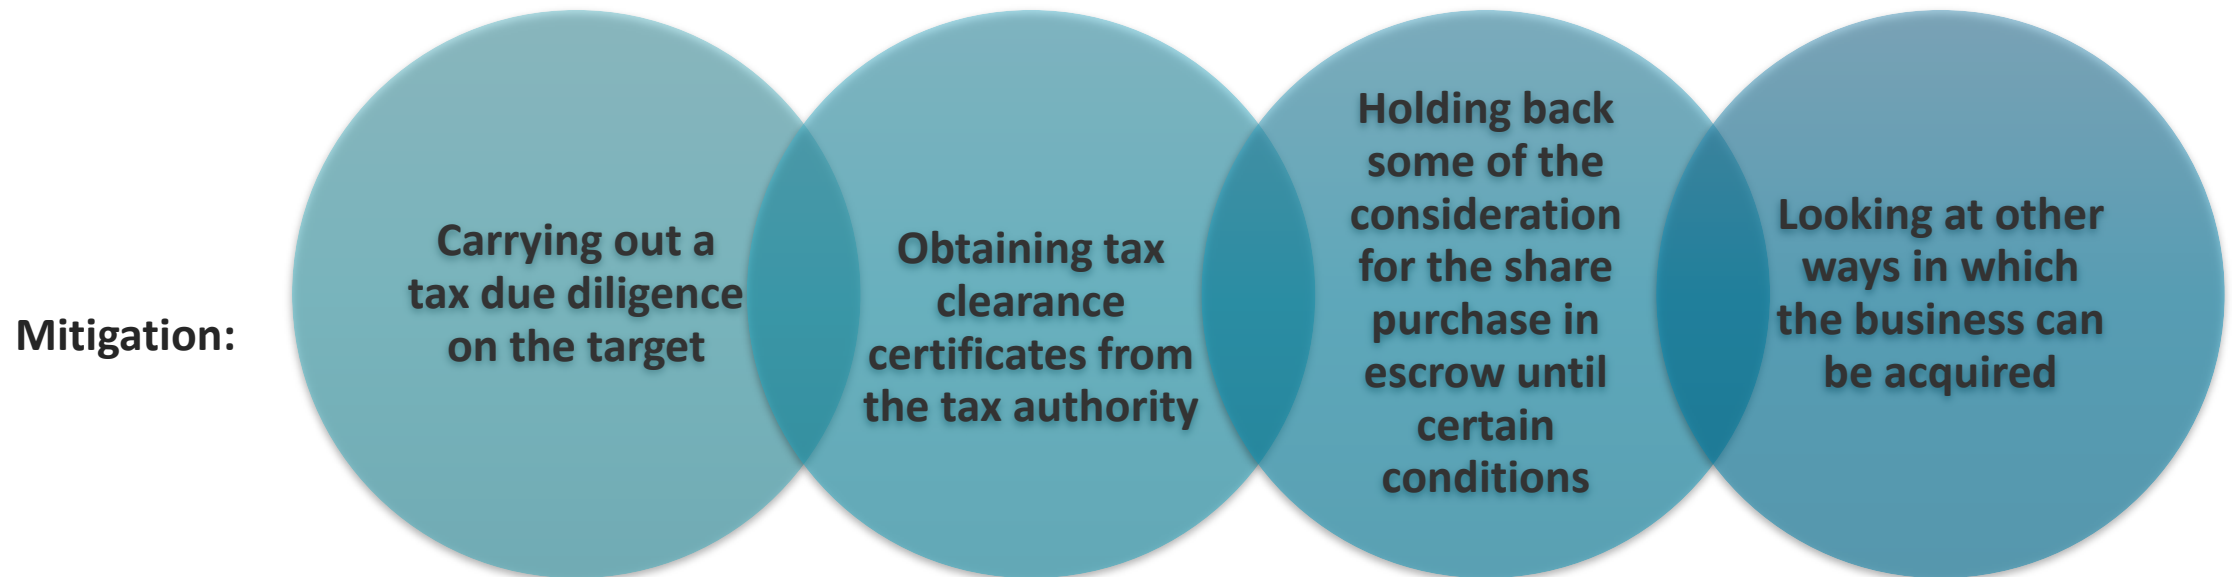 Mitigation:
Carrying out a
tax due diligence
on the target
Obtaining tax
clearance
certificates from
the tax authority
Holding back
some of the
consideration
for the share
purchase in
escrow until
certain
conditions
Looking at other
ways in which
the business can
be acquired